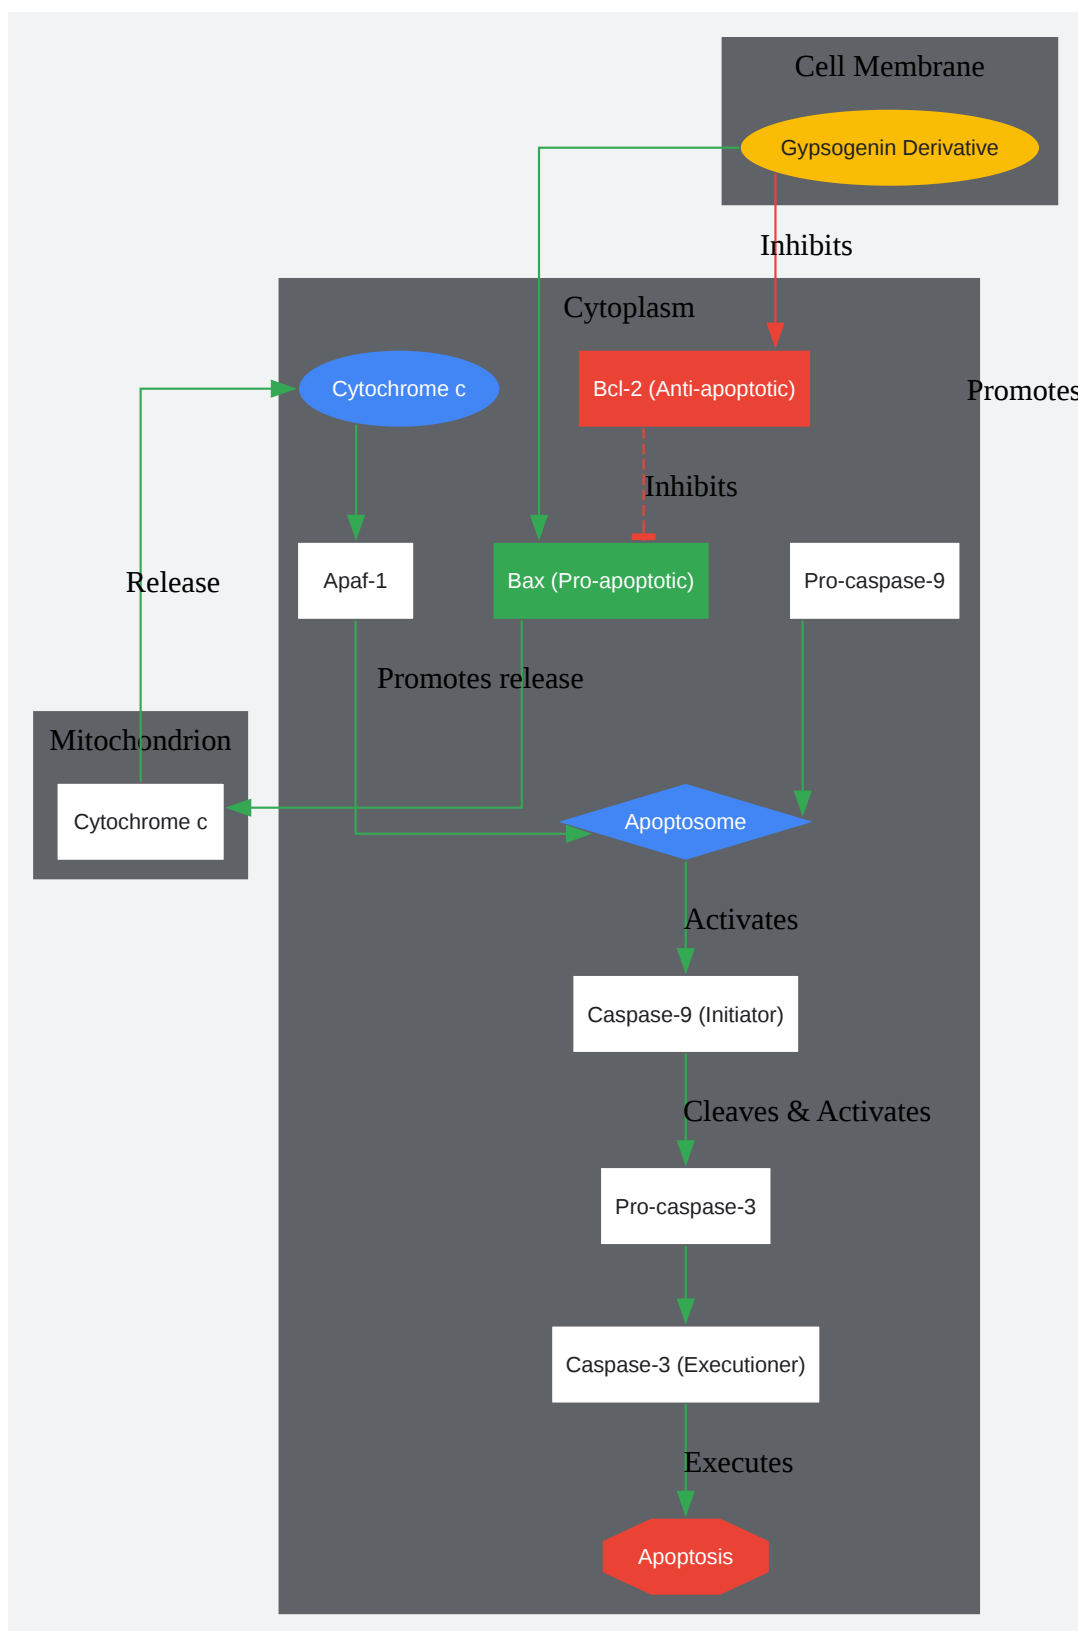 Cell Membrane
Gypsogenin Derivative
Inhibits
Cytoplasm
Cytochrome c
Bcl-2 (Anti-apoptotic)
Promotes
Inhibits
Release
Apaf-1
Bax (Pro-apoptotic)
Pro-caspase-9
Promotes release
Mitochondrion
Cytochrome c
Apoptosome
Activates
Caspase-9 (Initiator)
Cleaves & Activates
Pro-caspase-3
Caspase-3 (Executioner)
Executes
Apoptosis